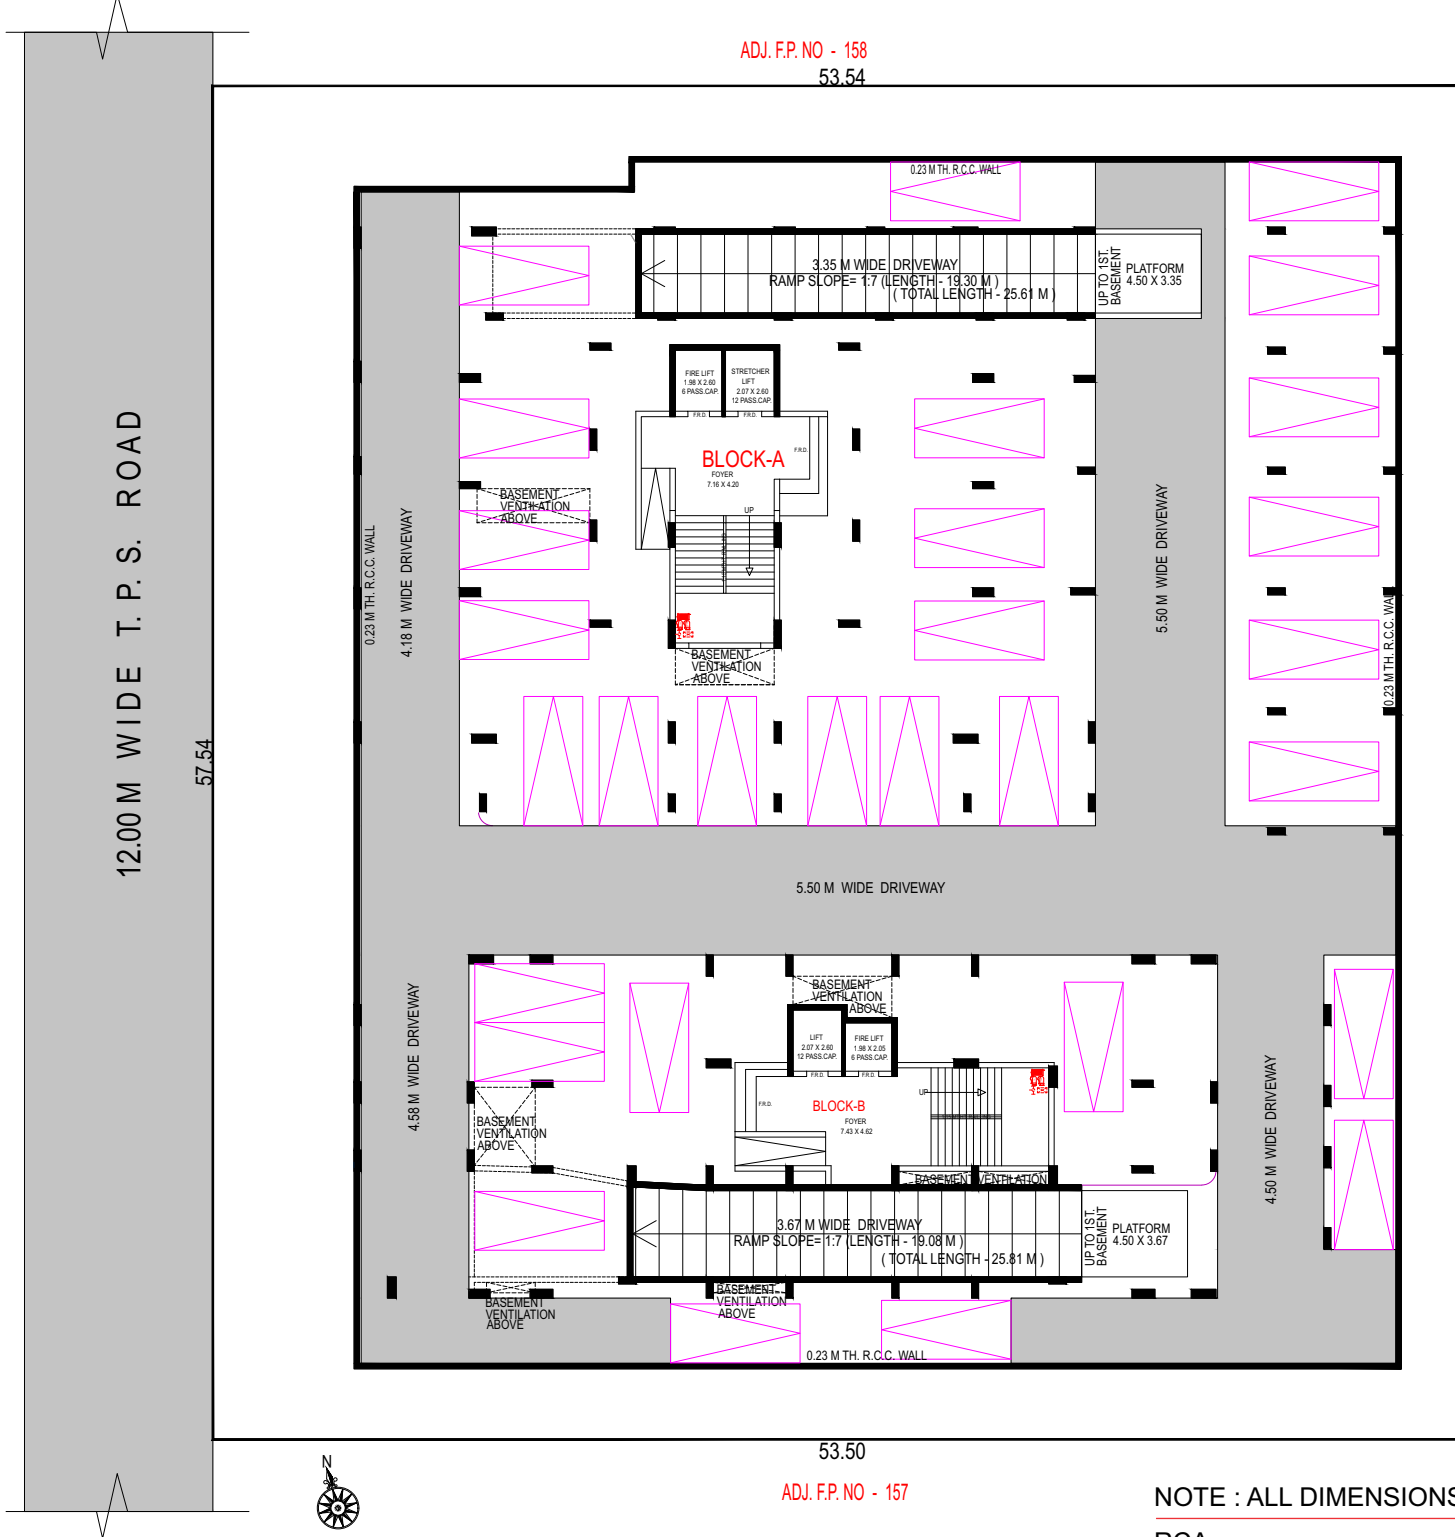 ADJ. F.P. NO - 158
53.54
0.23 M TH. R.C.C. WALL
3.35 M WIDE DRIVEWAY
RAMP SLOPE= 1:7 (LENGTH - 19.30 M )
( TOTAL LENGTH - 25.61 M )
UP TO 1ST.
BASEMENT
PLATFORM
4.50 X 3.35
FIRE LIFT
1.98 X 2.60
6 PASS.CAP.
STRETCHER
LIFT
2.07 X 2.60
12 PASS.CAP.
F.R.D.
F.R.D.
F.R.D.
BLOCK-A
FOYER
7.16 X 4.20
UP
BASEMENT
VENTILATION
ABOVE
BASEMENT
VENTILATION
ABOVE
12.00 M WIDE T.P.S. ROAD
57.54
0.23 M TH. R.C.C. WALL
4.18 M WIDE DRIVEWAY
5.50 M WIDE DRIVEWAY
0.23 M TH. R.C.C. WALL
5.50 M WIDE DRIVEWAY
4.58 M WIDE DRIVEWAY
BASEMENT
VENTILATION
ABOVE
LIFT
2.07 X 2.60
12 PASS.CAP.
FIRE LIFT
1.98 X 2.05
6 PASS.CAP.
F.R.D.
F.R.D.
F.R.D.
BLOCK-B
FOYER
7.43 X 4.62
UP
BASEMENT
VENTILATION
ABOVE
BASEMENT VENTILATION
4.50 M WIDE DRIVEWAY
3.67 M WIDE DRIVEWAY
RAMP SLOPE= 1:7 (LENGTH - 19.08 M )
( TOTAL LENGTH - 25.81 M )
UP TO 1ST.
BASEMENT
PLATFORM
4.50 X 3.67
BASEMENT
VENTILATION
ABOVE
BASEMENT
VENTILATION
ABOVE
0.23 M TH. R.C.C. WALL
53.50
N
ADJ. F.P. NO - 157
NOTE : ALL DIMENSIONS